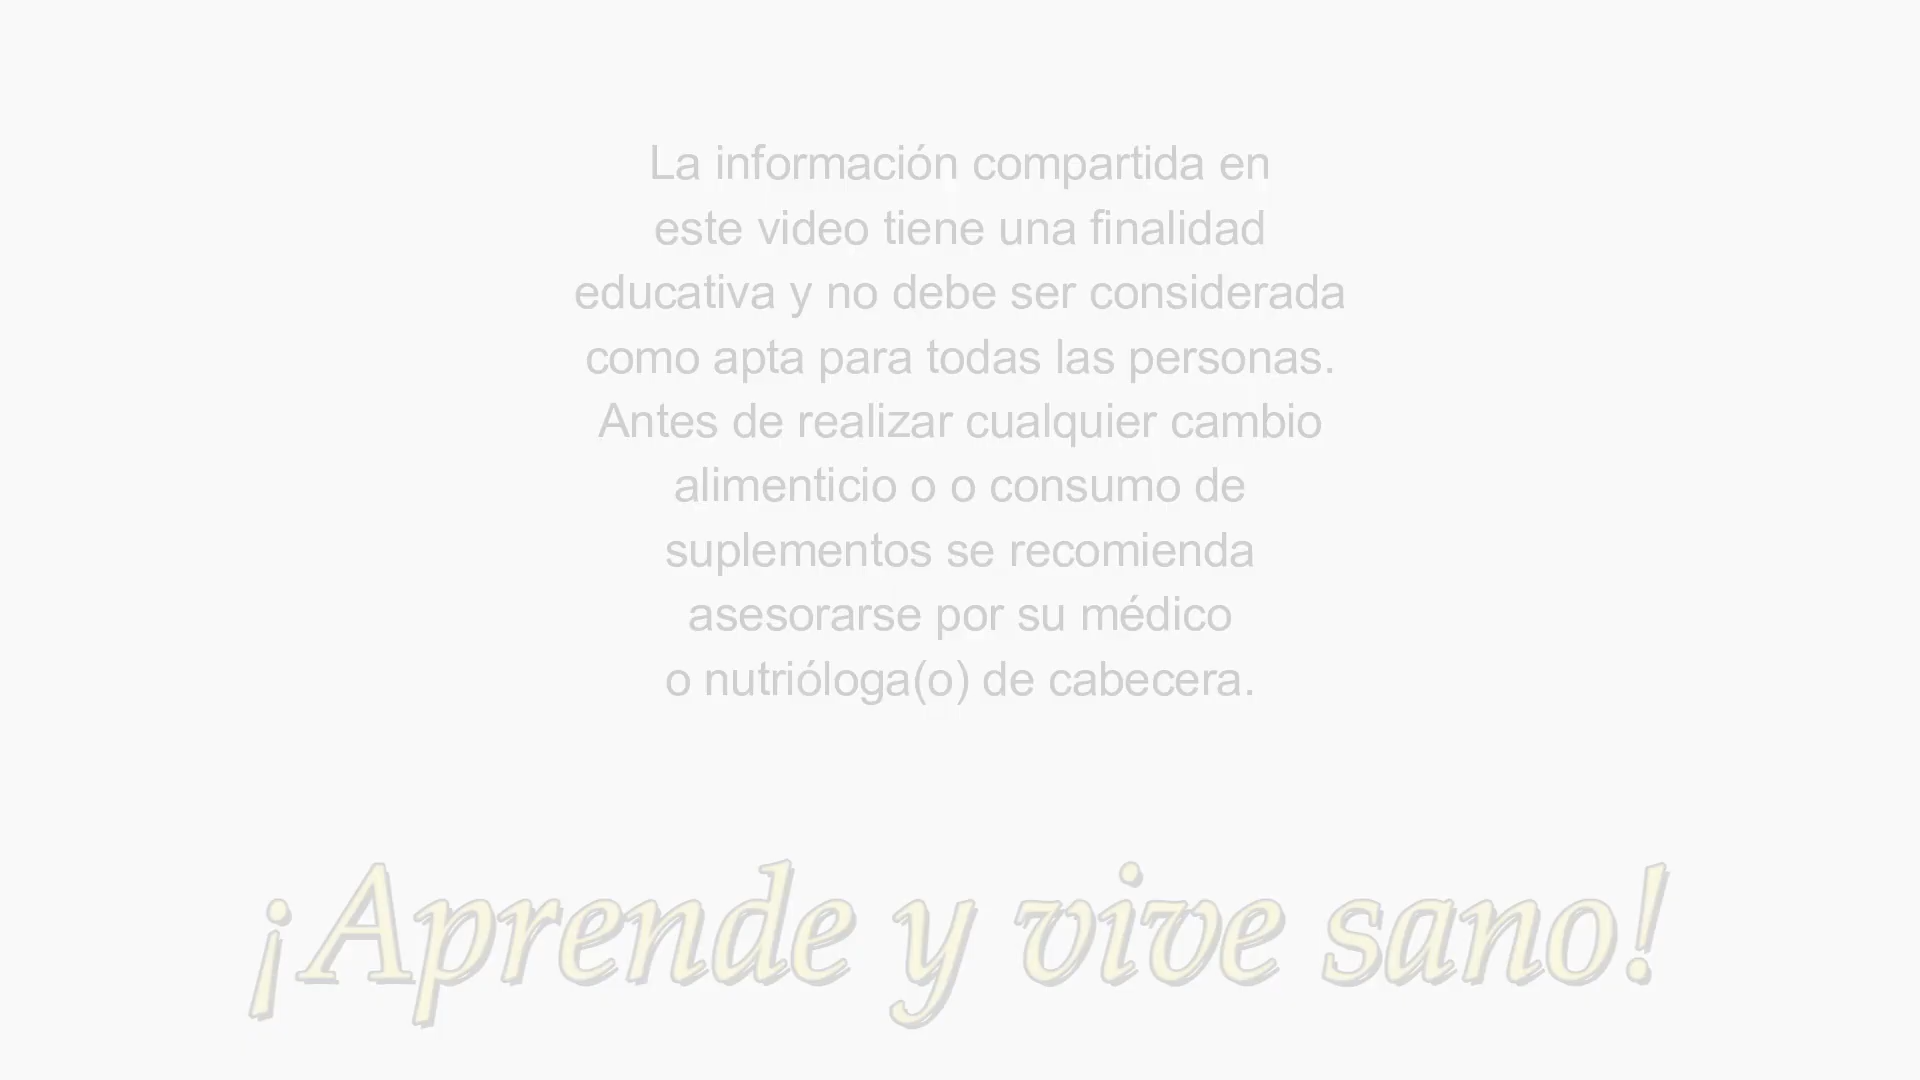 La información compartida en
este video tiene una finalidad
educativa y no debe ser considerada
como apta para todas las personas.
Antes de realizar cualquier cambio
alimenticio o o consumo de
suplementos se recomienda
asesorarse por su médico
o nutrióloga(o) de cabecera.
¡Aprende y vive sano!